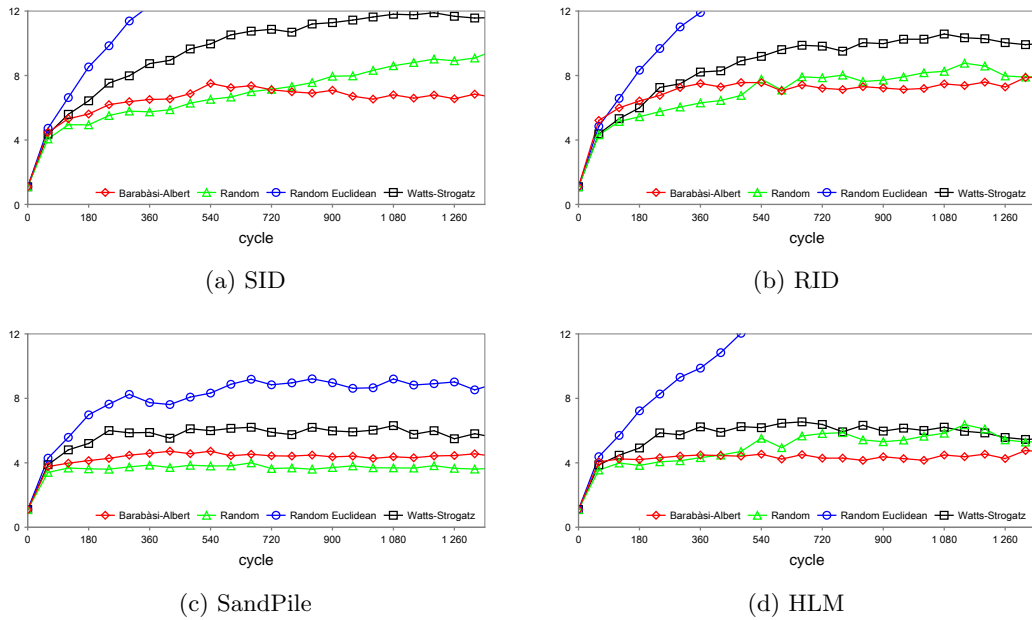 12
8
4
0
Barabàsi-Albert Random Random Euclidean Watts-Strogatz
0 180 360 540 720 900 1 080 1 260
cycle
(a) SID
12
8
4
0
Barabàsi-Albert Random Random Euclidean Watts-Strogatz
0 180 360 540 720 900 1 080 1 260
cycle
(b) RID
12
8
4
0
Barabàsi-Albert Random Random Euclidean Watts-Strogatz
0 180 360 540 720 900 1 080 1 260
cycle
(c) SandPile
12
8
4
0
Barabàsi-Albert Random Random Euclidean Watts-Strogatz
0 180 360 540 720 900 1 080 1 260
cycle
(d) HLM